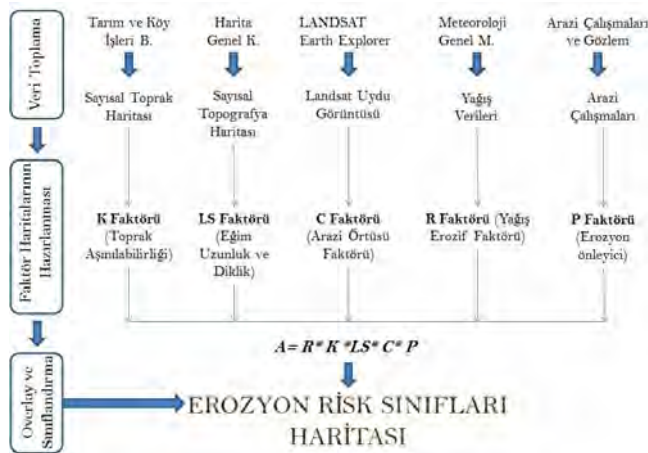 Veri Toplama
Tarım ve Köy
İşleri B.
Harita
Genel K.
LANDSAT
Earth Explorer
Meteoroloji
Genel M.
Arazi Çalışmaları
ve Gözlem
Sayısal Toprak
Haritası
Sayısal
Topografya
Haritası
Landsat Uydu
Görüntüsü
Yağış
Verileri
Arazi
Çalışmaları
Faktör Haritalarının
Hazırlanması
K Faktörü
(Toprak
Aşınılabilirliği)
LS Faktörü
(Eğim
Uzunluk ve
Diklik)
C Faktörü
(Arazi Örtüsü
Faktörü)
R Faktörü (Yağış
Erozif Faktörü)
P Faktörü
(Erozyon
önleyici)
A= R* K *LS* C* P
Overlay ve
Sınıflandırma
EROZYON RİSK SINIFLARI
HARİTASI